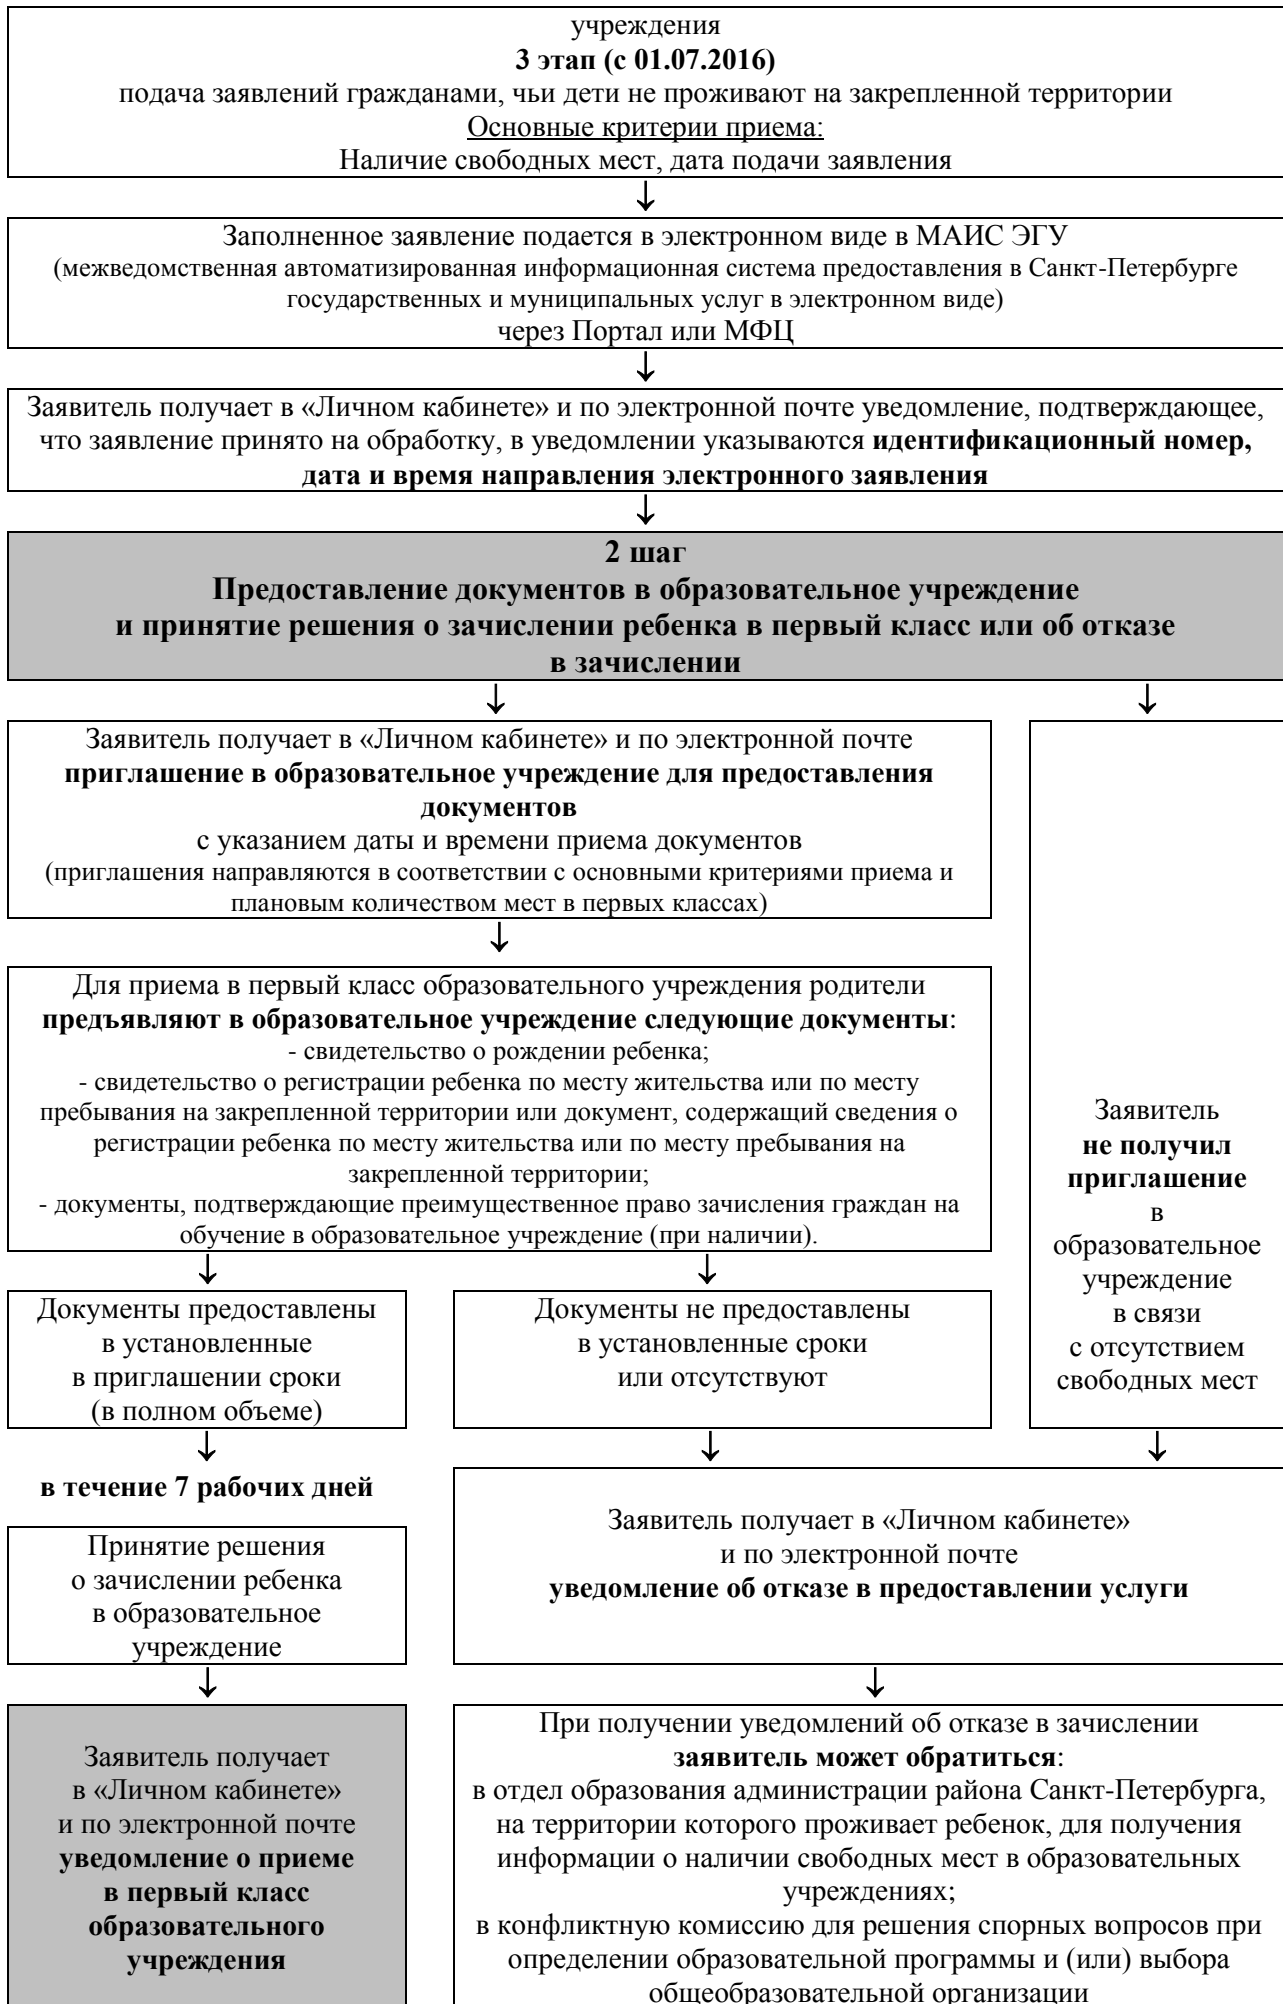 учреждения
3 этап (с 01.07.2016)
подача заявлений гражданами, чьи дети не проживают на закрепленной территории
Основные критерии приема:
Наличие свободных мест, дата подачи заявления
Заполненное заявление подается в электронном виде в МАИС ЭГУ
(межведомственная автоматизированная информационная система предоставления в Санкт-Петербурге
государственных и муниципальных услуг в электронном виде)
через Портал или МФЦ
Заявитель получает в «Личном кабинете» и по электронной почте уведомление, подтверждающее,
что заявление принято на обработку, в уведомлении указываются идентификационный номер,
дата и время направления электронного заявления
2 шаг
Предоставление документов в образовательное учреждение
и принятие решения о зачислении ребенка в первый класс или об отказе
в зачислении
Заявитель получает в «Личном кабинете» и по электронной почте
приглашение в образовательное учреждение для предоставления
документов
с указанием даты и времени приема документов
(приглашения направляются в соответствии с основными критериями приема и
плановым количеством мест в первых классах)
Для приема в первый класс образовательного учреждения родители
предъявляют в образовательное учреждение следующие документы:
- свидетельство о рождении ребенка;
- свидетельство о регистрации ребенка по месту жительства или по месту
пребывания на закрепленной территории или документ, содержащий сведения о
регистрации ребенка по месту жительства или по месту пребывания на
закрепленной территории;
- документы, подтверждающие преимущественное право зачисления граждан на
обучение в образовательное учреждение (при наличии).
Заявитель
не получил
приглашение
в
образовательное
учреждение
в связи
с отсутствием
свободных мест
Документы предоставлены
в установленные
в приглашении сроки
(в полном объеме)
Документы не предоставлены
в установленные сроки
или отсутствуют
в течение 7 рабочих дней
Принятие решения
о зачислении ребенка
в образовательное
учреждение
Заявитель получает в «Личном кабинете»
и по электронной почте
уведомление об отказе в предоставлении услуги
Заявитель получает
в «Личном кабинете»
и по электронной почте
уведомление о приеме
в первый класс
образовательного
учреждения
При получении уведомлений об отказе в зачислении
заявитель может обратиться:
в отдел образования администрации района Санкт-Петербурга,
на территории которого проживает ребенок, для получения
информации о наличии свободных мест в образовательных
учреждениях;
в конфликтную комиссию для решения спорных вопросов при
определении образовательной программы и (или) выбора
общеобразовательной организации